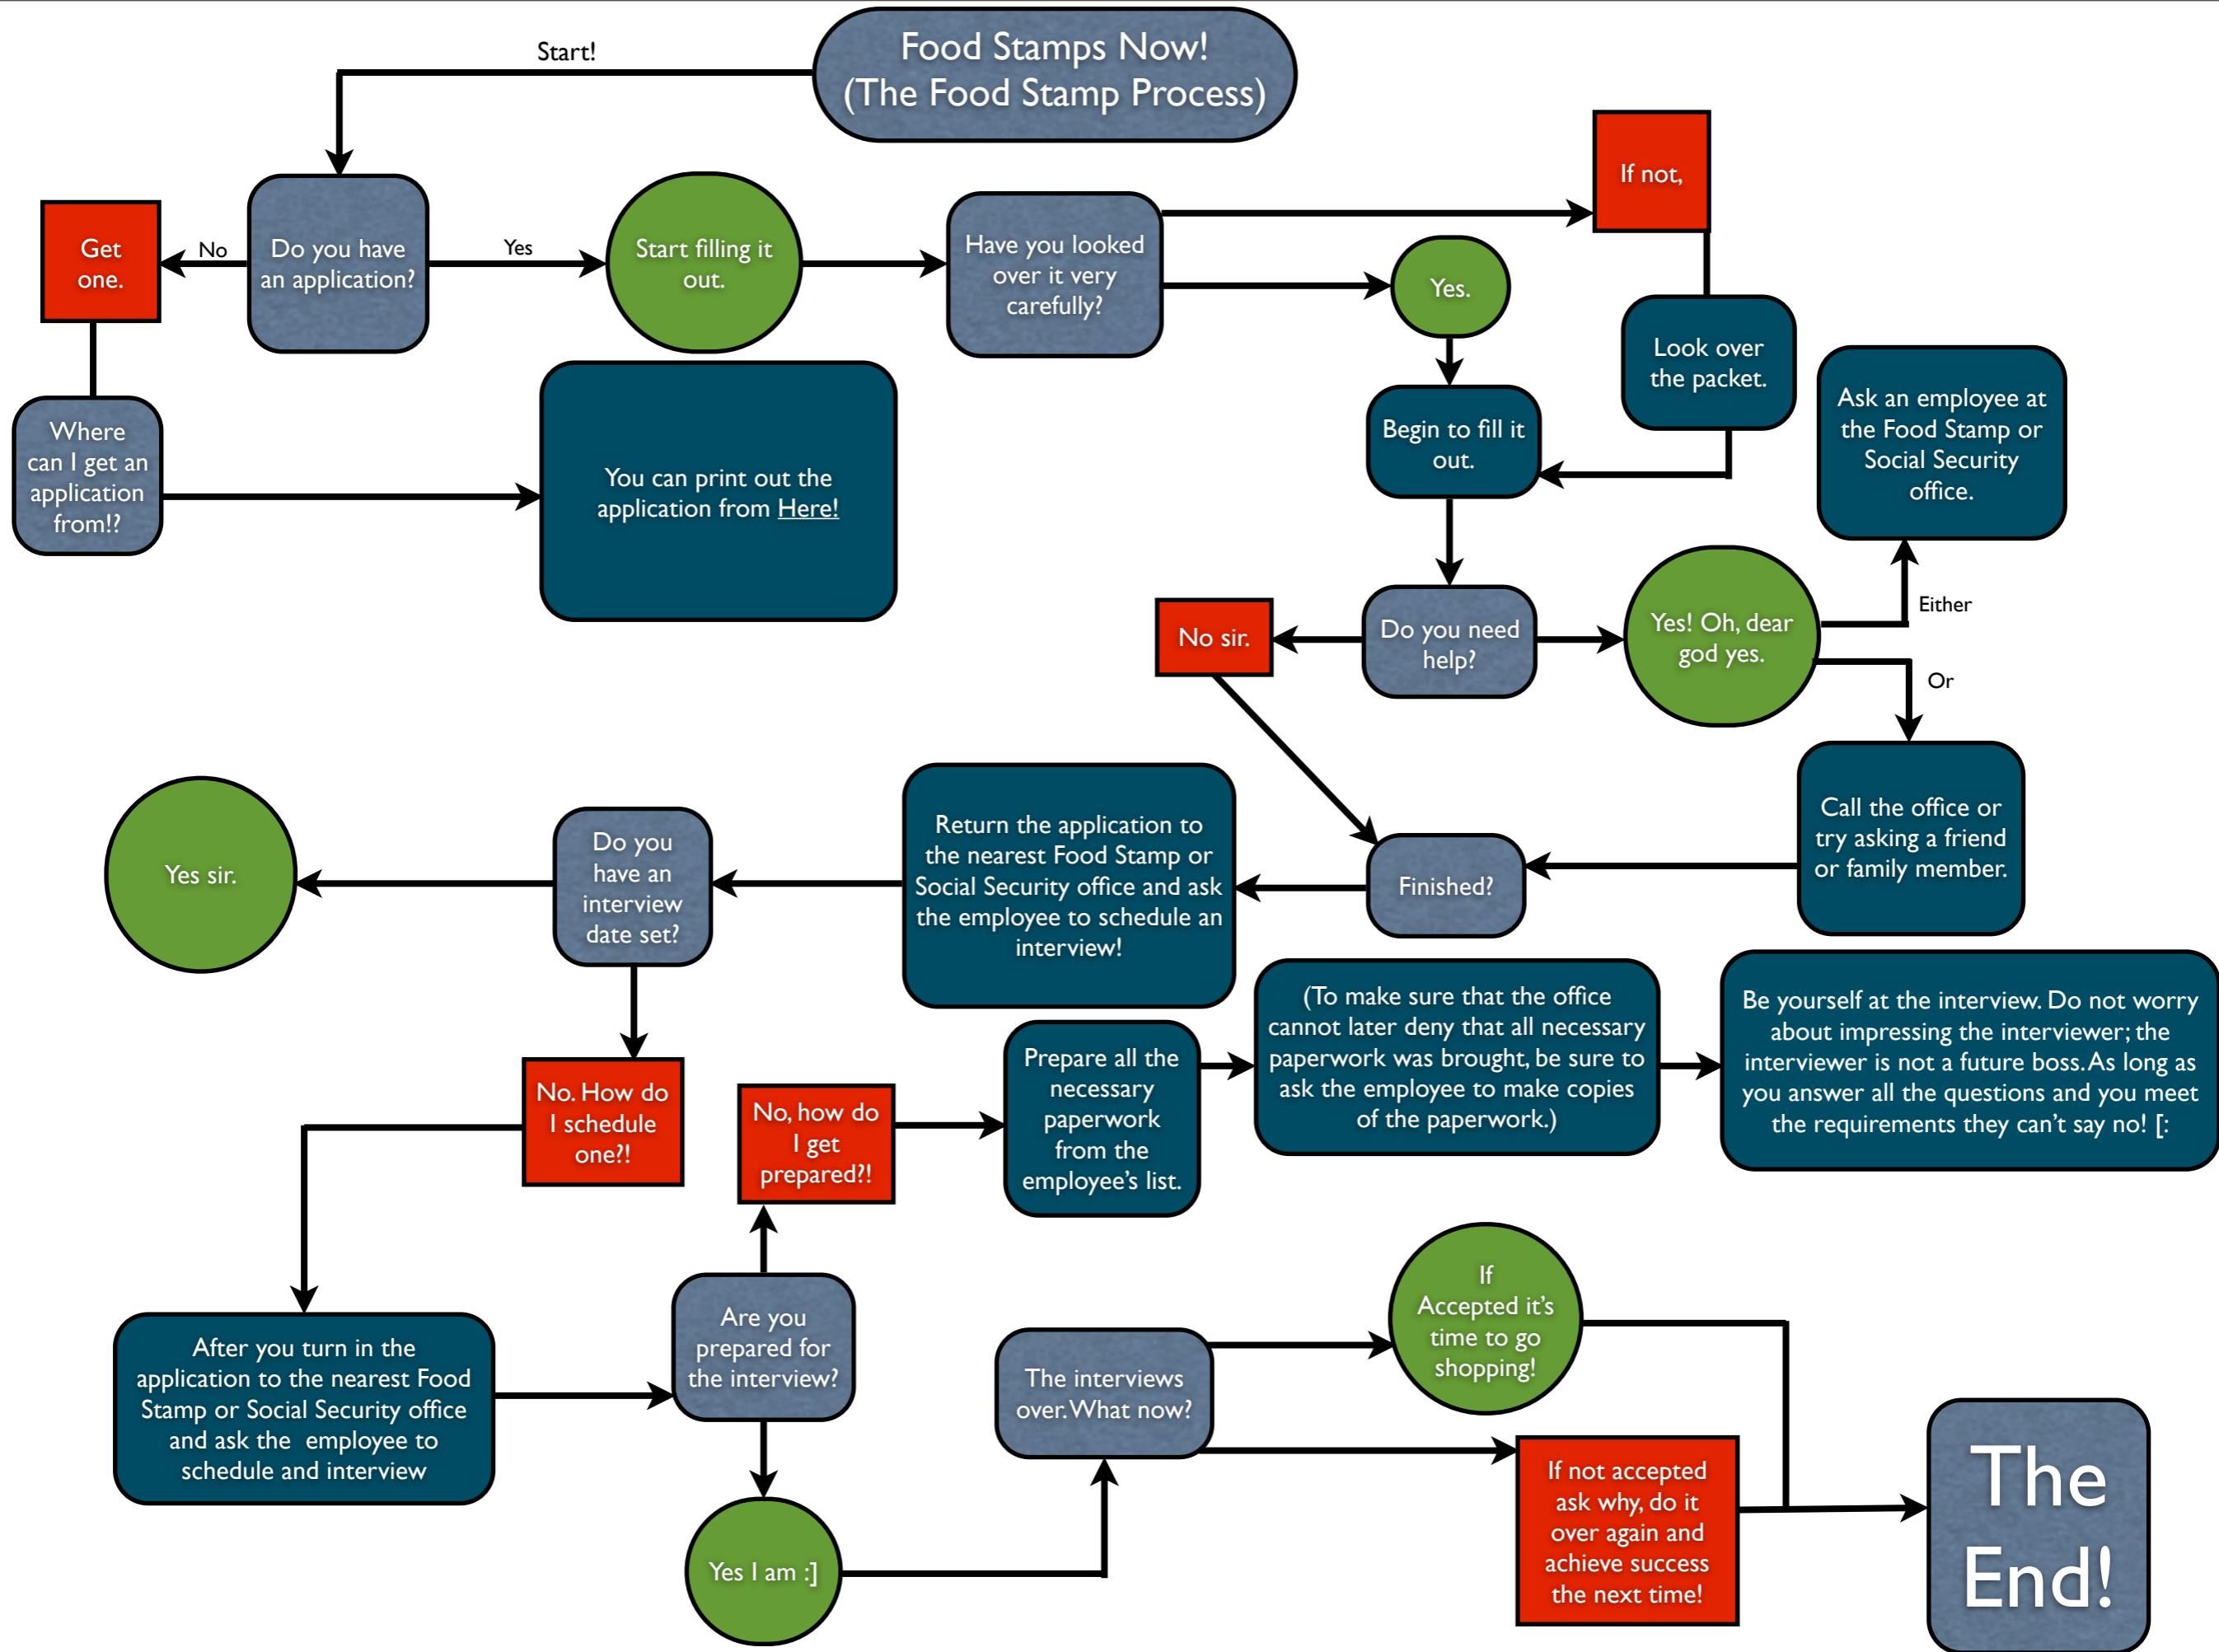 Food Stamps Now!
(The Food Stamp Process)
Start!
Get
one.
No
Do you have
an application?
Yes
Start filling it
out.
Have you looked
over it very
carefully?
If not,
Yes.
Look over
the packet.
Where
can I get an
application
from!?
You can print out the
application from Here!
Begin to fill it
out.
Ask an employee at
the Food Stamp or
Social Security
office.
No sir.
Do you need
help?
Yes! Oh, dear
god yes.
Either
Or
Call the office or
try asking a friend
or family member.
Finished?
Return the application to
the nearest Food Stamp or
Social Security office and ask
the employee to schedule an
interview!
Do you
have an
interview
date set?
Yes sir.
No. How do
I schedule
one?!
After you turn in the
application to the nearest Food
Stamp or Social Security office
and ask the  employee to
schedule and interview
Are you
prepared for
the interview?
No, how do
I get
prepared?!
Prepare all the
necessary
paperwork
from the
employee's list.
(To make sure that the office
cannot later deny that all necessary
paperwork was brought, be sure to
ask the employee to make copies
of the paperwork.)
Be yourself at the interview. Do not worry
about impressing the interviewer; the
interviewer is not a future boss. As long as
you answer all the questions and you meet
the requirements they can't say no! [:
Yes I am :]
The interviews
over. What now?
If
Accepted it's
time to go
shopping!
If not accepted
ask why, do it
over again and
achieve success
the next time!
The
End!